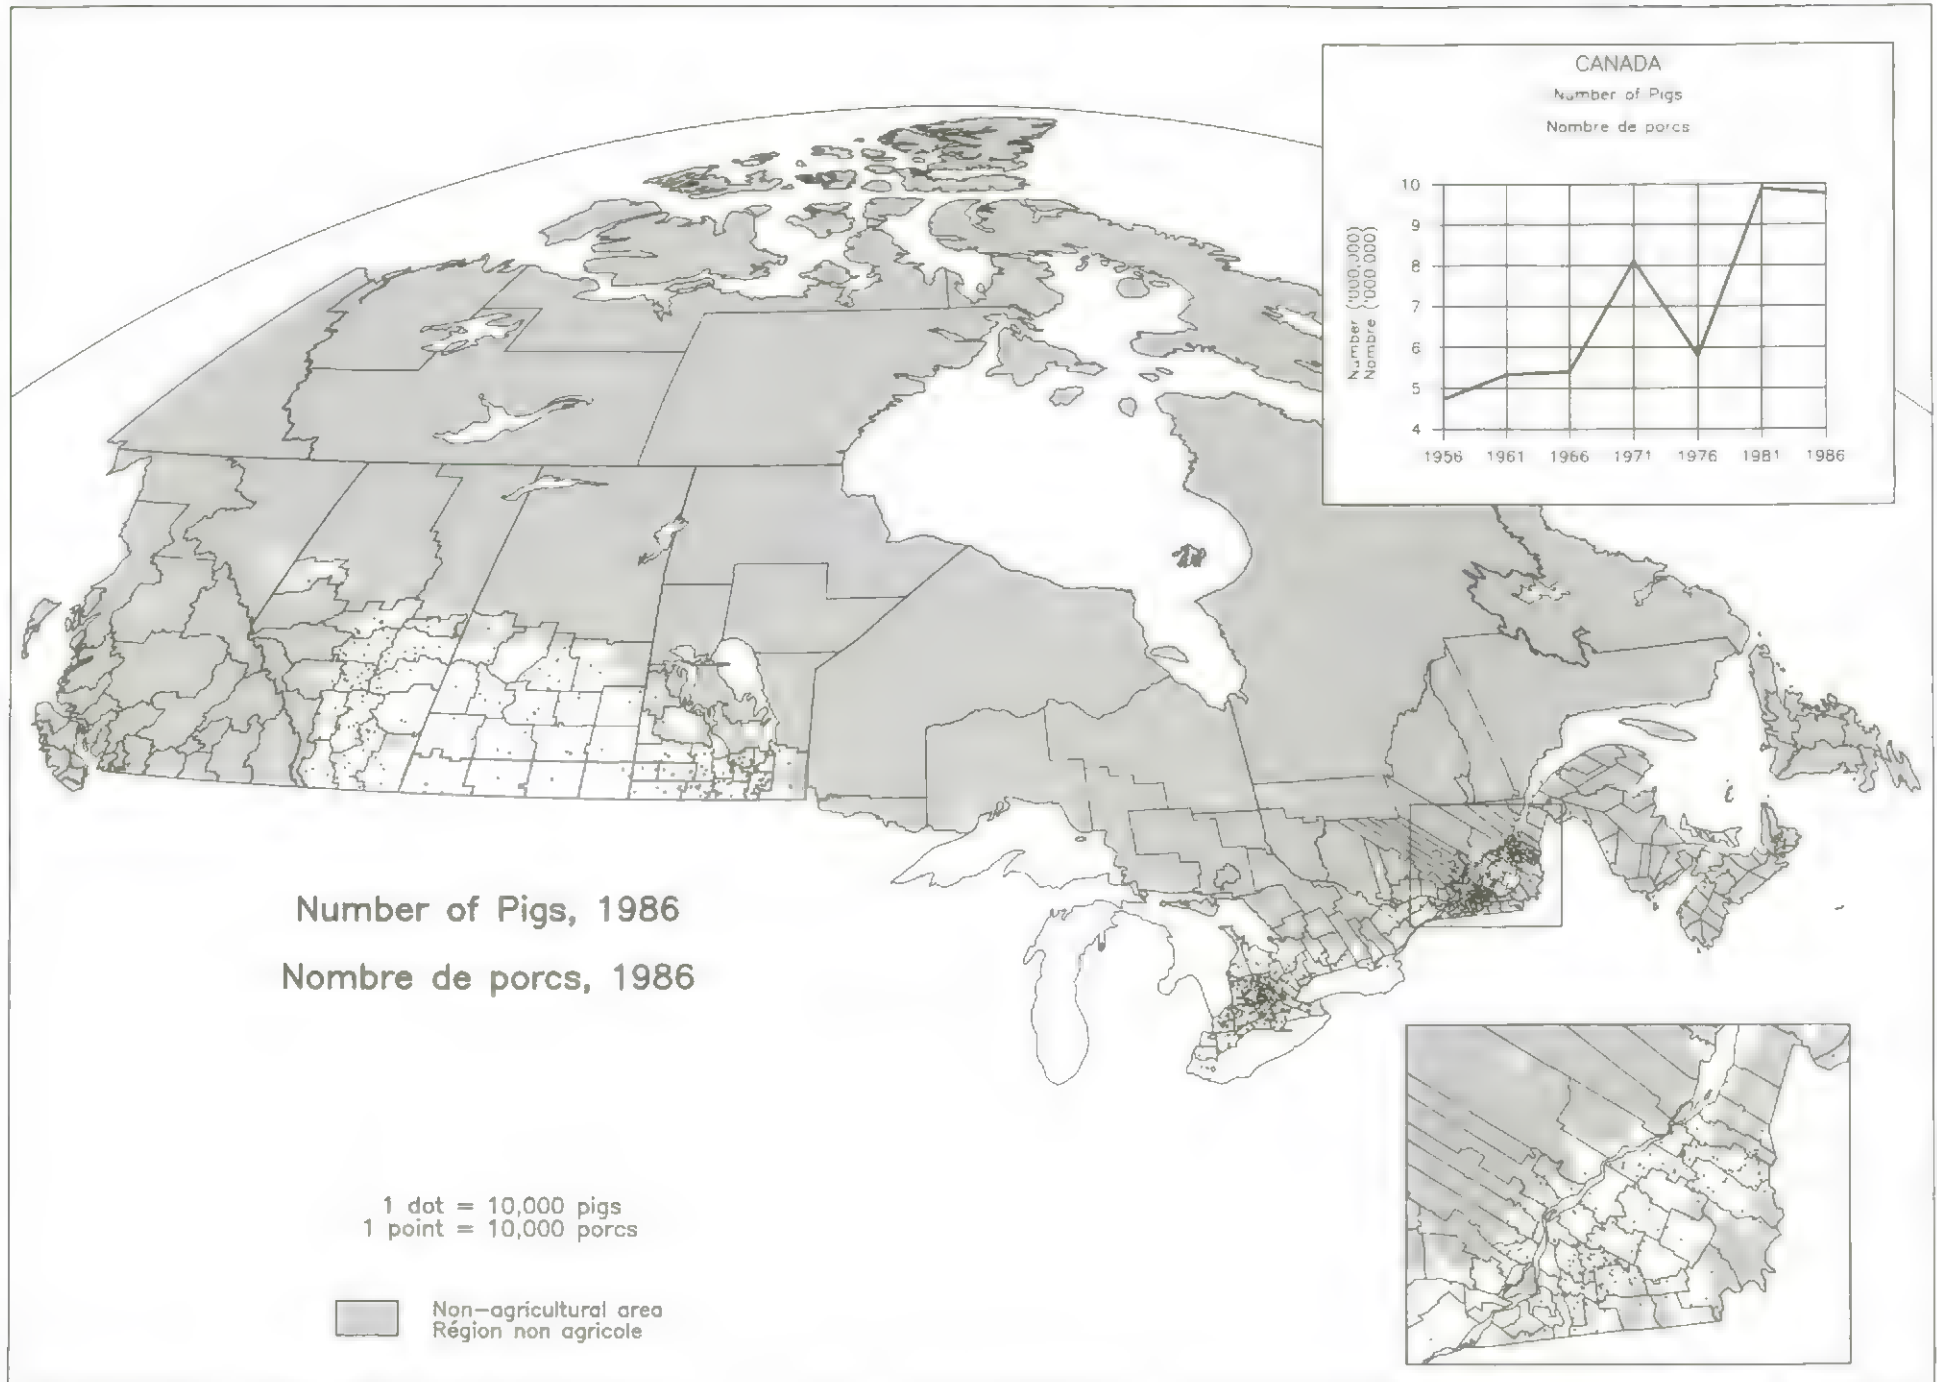 CANADA
Number of Pigs
Nombre de porcs
Number ('000,000)
Nombre ('000 000)
10
9
8
7
6
5
4
1956 1961 1966 1971 1976 1981 1986
Number of Pigs, 1986
Nombre de porcs, 1986
1 dot = 10,000 pigs
1 point = 10,000 porcs
Non-agricultural area
Région non agricole